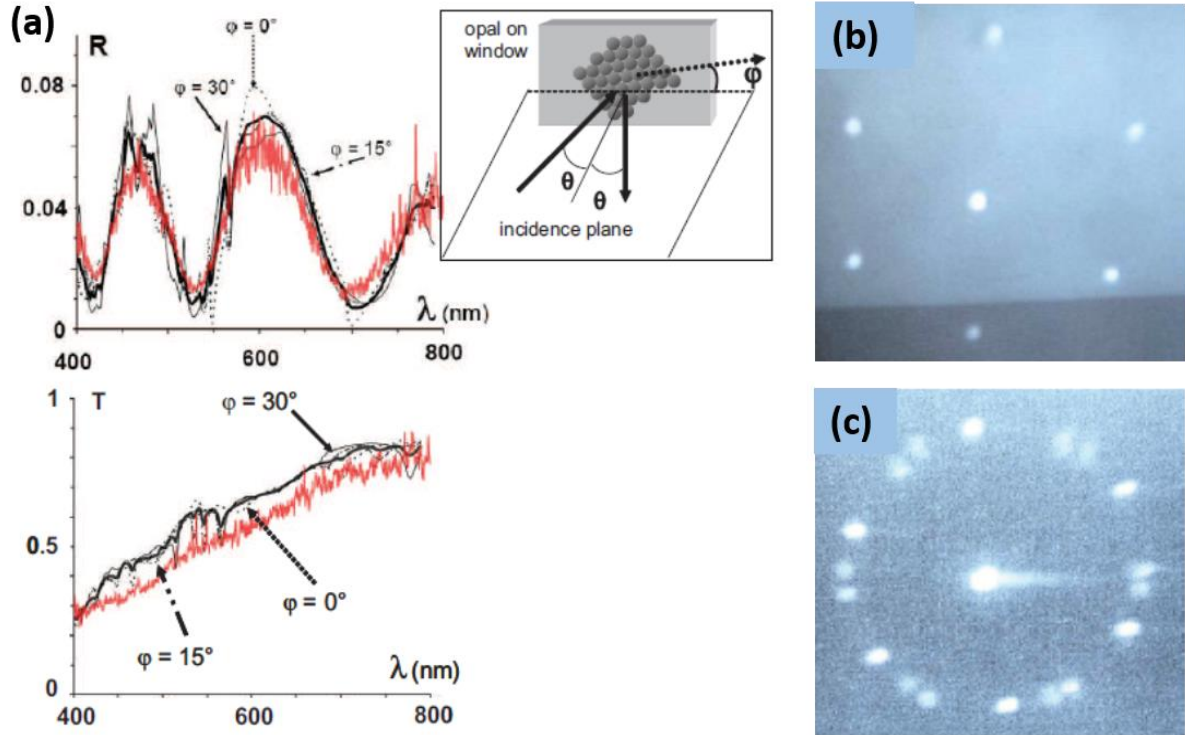 (a)
R
φ = 0°
φ = 30°
φ = 15°
0.08
0.04
0
λ (nm)
400
600
800
opal on
window
φ
θ
θ
incidence plane
(b)
1
T
φ = 30°
0.5
φ = 0°
φ = 15°
λ (nm)
0
400
600
800
(c)